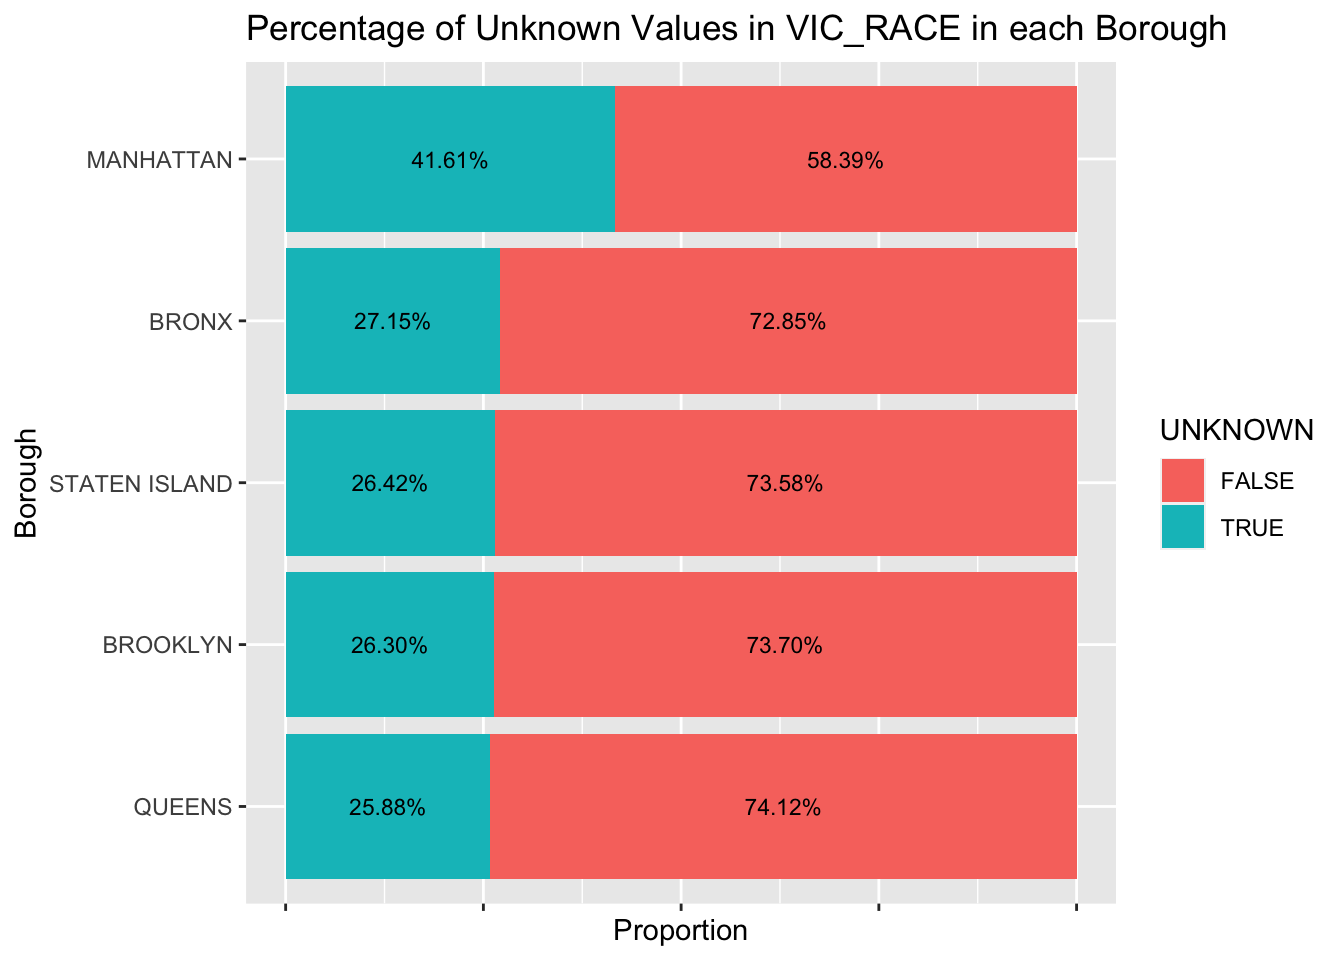 Percentage of Unknown Values in VIC_RACE in each Borough
MANHATTAN
41.61%
58.39%
BRONX
27.15%
72.85%
STATEN ISLAND
26.42%
73.58%
BROOKLYN
26.30%
73.70%
QUEENS
25.88%
74.12%
Borough
Proportion
UNKNOWN
FALSE
TRUE